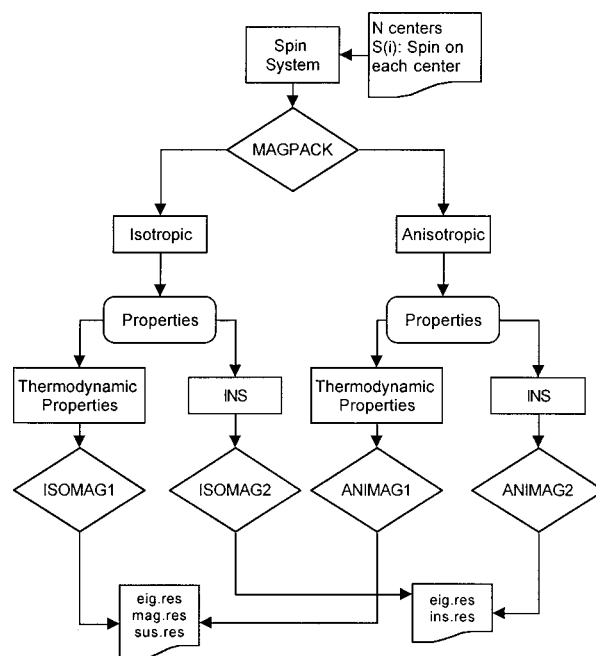 Spin
System
N centers
S(i): Spin on
each center
MAGPACK
Isotropic
Anisotropic
Properties
Properties
Thermodynamic
Properties
INS
Thermodynamic
Properties
INS
ISOMAG1
ISOMAG2
ANIMAG1
ANIMAG2
eig.res
mag.res
sus.res
eig.res
ins.res